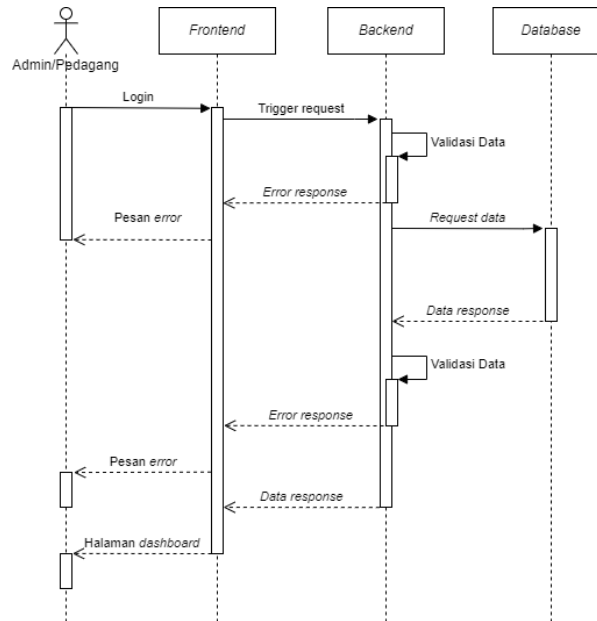 Frontend
Backend
Database
Admin/Pedagang
Login
Trigger request
Validasi Data
Error response
Pesan error
Request data
Data response
Validasi Data
Error response
Pesan error
Data response
Halaman dashboard